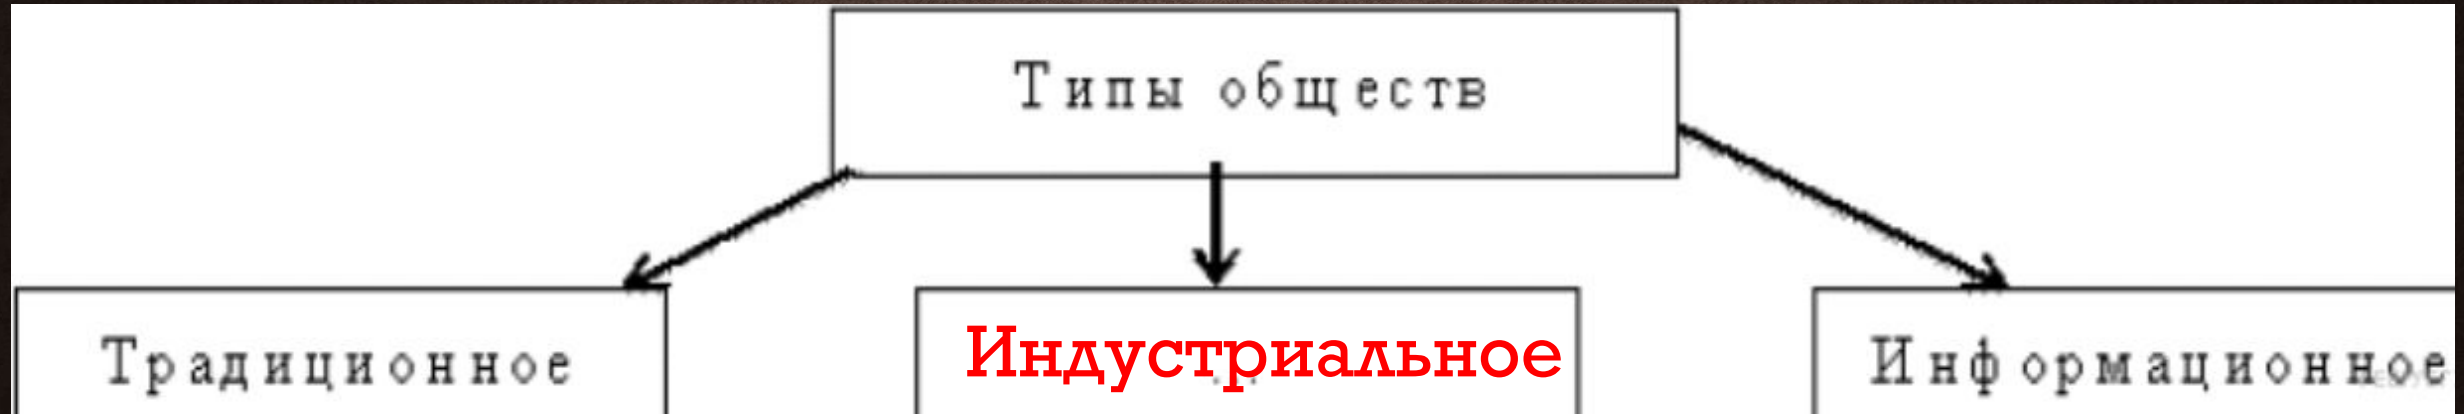 Типы обществ
Традиционное
Индустриальное
Информационное